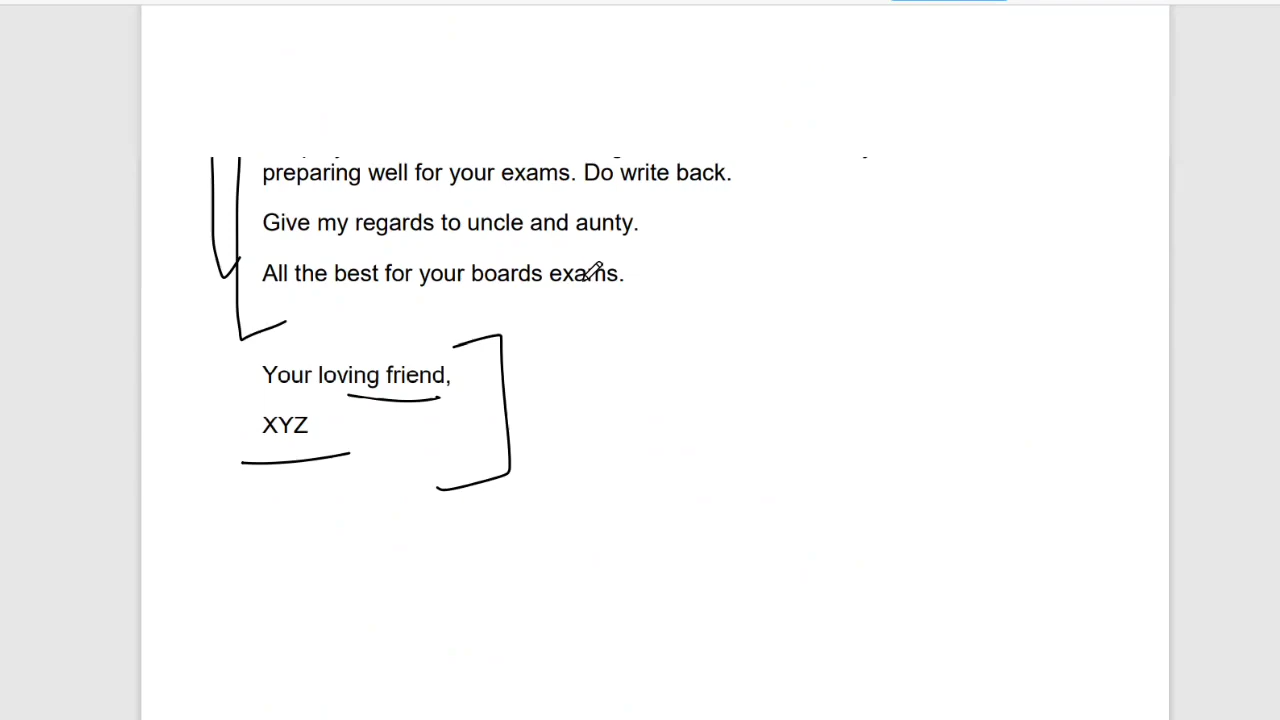 preparing well for your exams. Do write back.
Give my regards to uncle and aunty.
All the best for your boards exams.
Your loving friend,
XYZ